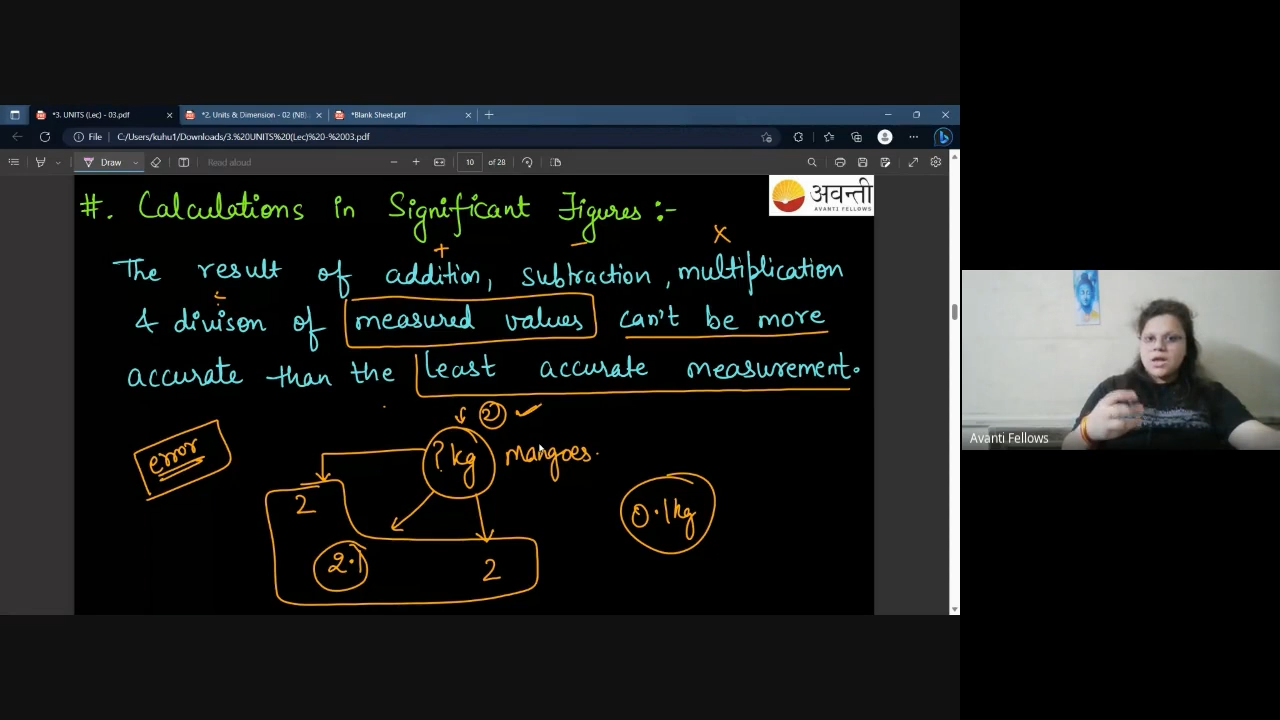 *3. UNITS (Lec) - 03.pdf
*2. Units & Dimension - 02 (NB).
*Blank Sheet.pdf
File
C:/Users/kuhu1/Downloads/3.%20UNITS%20(Lec)%20-%2003.pdf
Draw
Read aloud
10 of 28
#. Calculations in Significant Figures :-
अवन्ती
AVANTI FELLOWS
+ - ×
The result of addition, subtraction, multiplication
÷
& divison of measured values can't be more
accurate than the least accurate measurement.
2 ✓
error
? kg mangoes.
2
0.1kg
2.1 2
Avanti Fellows